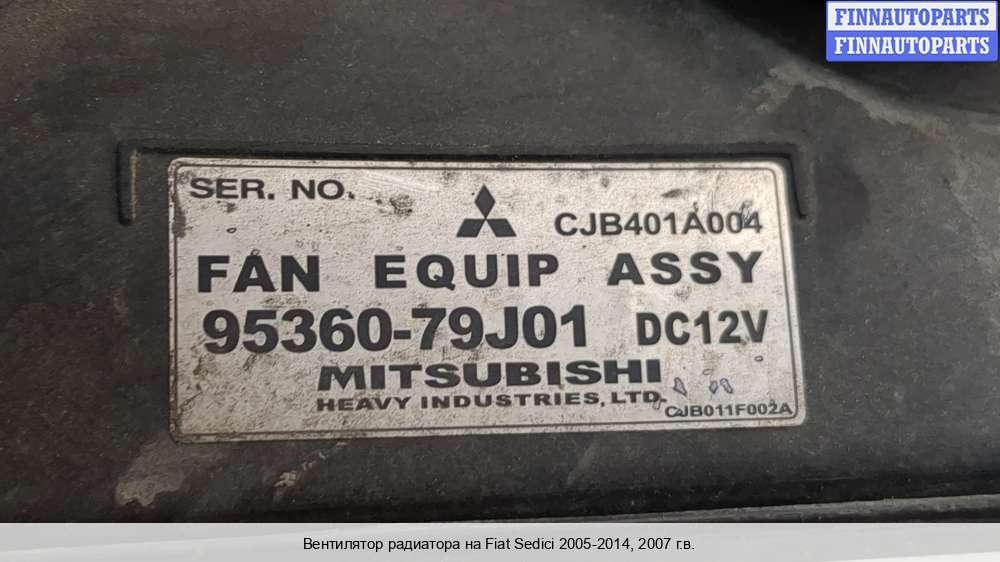 FINNAUTOPARTS
FINNAUTOPARTS
SER. NO.
CJB401A004
FAN EQUIP ASSY
95360-79J01 DC12V
MITSUBISHI
HEAVY INDUSTRIES, LTD.
CJB011F002A
Вентилятор радиатора на Fiat Sedici 2005-2014, 2007 г.в.